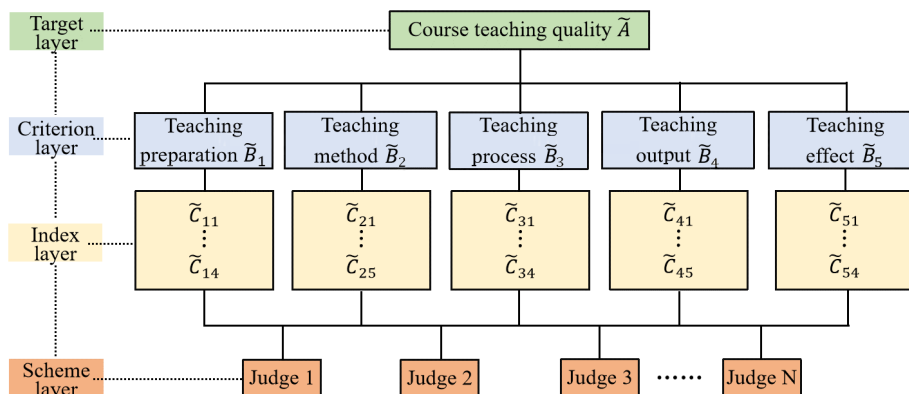 Target
layer
Course teaching quality Ã
Criterion
layer
Teaching
preparation B̃₁
Teaching
method B̃₂
Teaching
process B̃₃
Teaching
output B̃₄
Teaching
effect B̃₅
Index
layer
C̃₁₁
⋮
C̃₁₄
C̃₂₁
⋮
C̃₂₅
C̃₃₁
⋮
C̃₃₄
C̃₄₁
⋮
C̃₄₅
C̃₅₁
⋮
C̃₅₄
Scheme
layer
Judge 1
Judge 2
Judge 3
······
Judge N